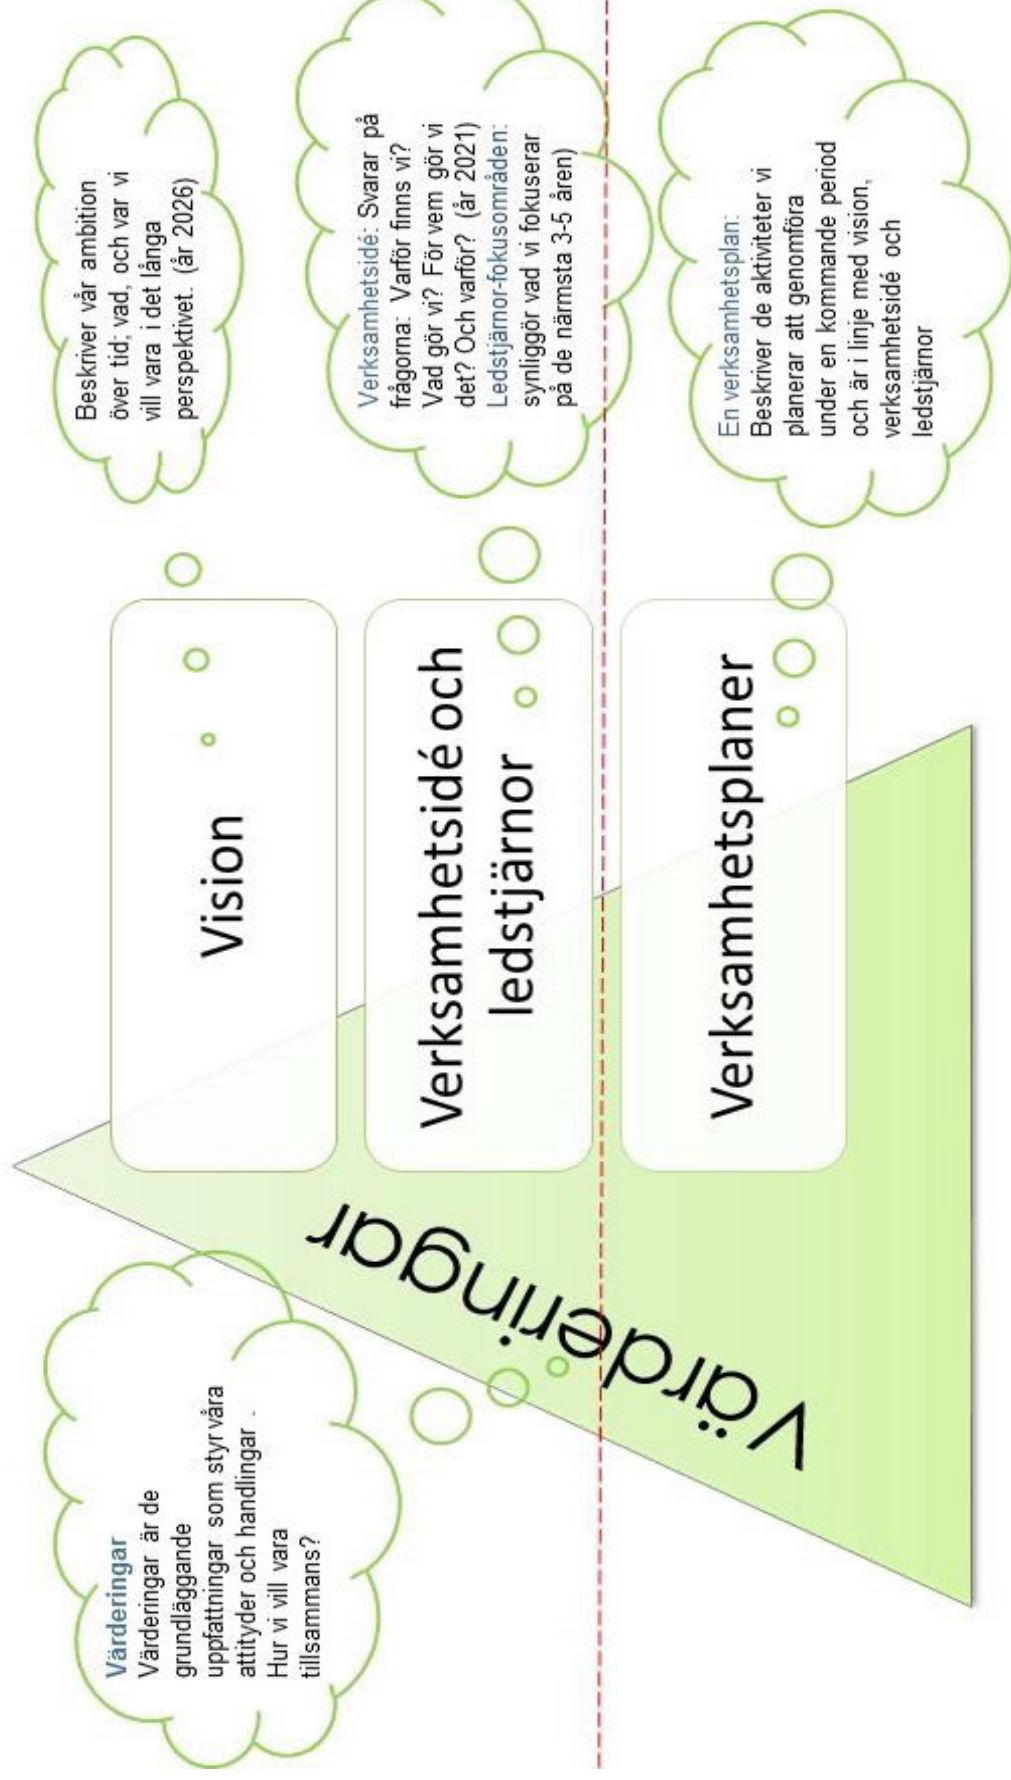 Värderingar
Värderingar är de
grundläggande
uppfattningar som styr våra
attityder och handlingar .
Hur vi vill vara
tillsammans?
Värderingar
Vision
Beskriver vår ambition
över tid; vad, och var vi
vill vara i det långa
perspektivet. (år 2026)
Verksamhetsidé och
ledstjärnor
Verksamhetsidé: Svarar på
frågorna: Varför finns vi?
Vad gör vi? För vem gör vi
det? Och varför? (år 2021)
Ledstjärnor-fokusområden:
synliggör vad vi fokuserar
på de närmsta 3-5 åren)
Verksamhetsplaner
En verksamhetsplan:
Beskriver de aktiviteter vi
planerar att genomföra
under en kommande period
och är i linje med vision,
verksamhetsidé och
ledstjärnor